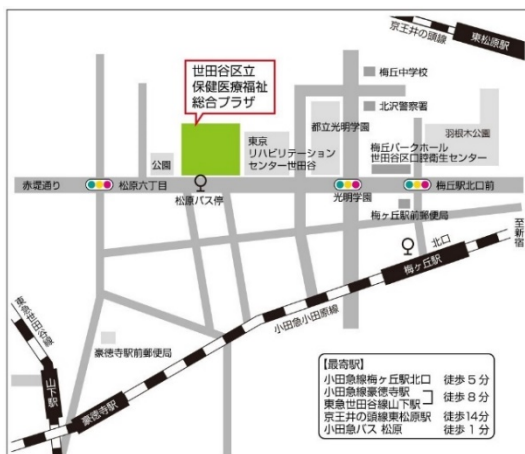 京王井の頭線
東松原駅
世田谷区立
保健医療福祉
総合プラザ
梅丘中学校
北沢警察署
都立光明学園
羽根木公園
東京
リハビリテーション
センター世田谷
公園
梅丘パークホール
世田谷区口腔衛生センター
赤堤通り
松原六丁目
松原バス停
光明学園
梅丘駅北口前
梅ヶ丘駅前郵便局
至新宿
北口
梅ヶ丘駅
小田急小田原線
東急世田谷線
豪徳寺駅前郵便局
山下駅
豪徳寺駅
【最寄駅】
小田急線梅ヶ丘駅北口 徒歩5分
小田急線豪徳寺駅
東急世田谷線山下駅 徒歩8分
京王井の頭線東松原駅 徒歩14分
小田急バス 松原 徒歩1分